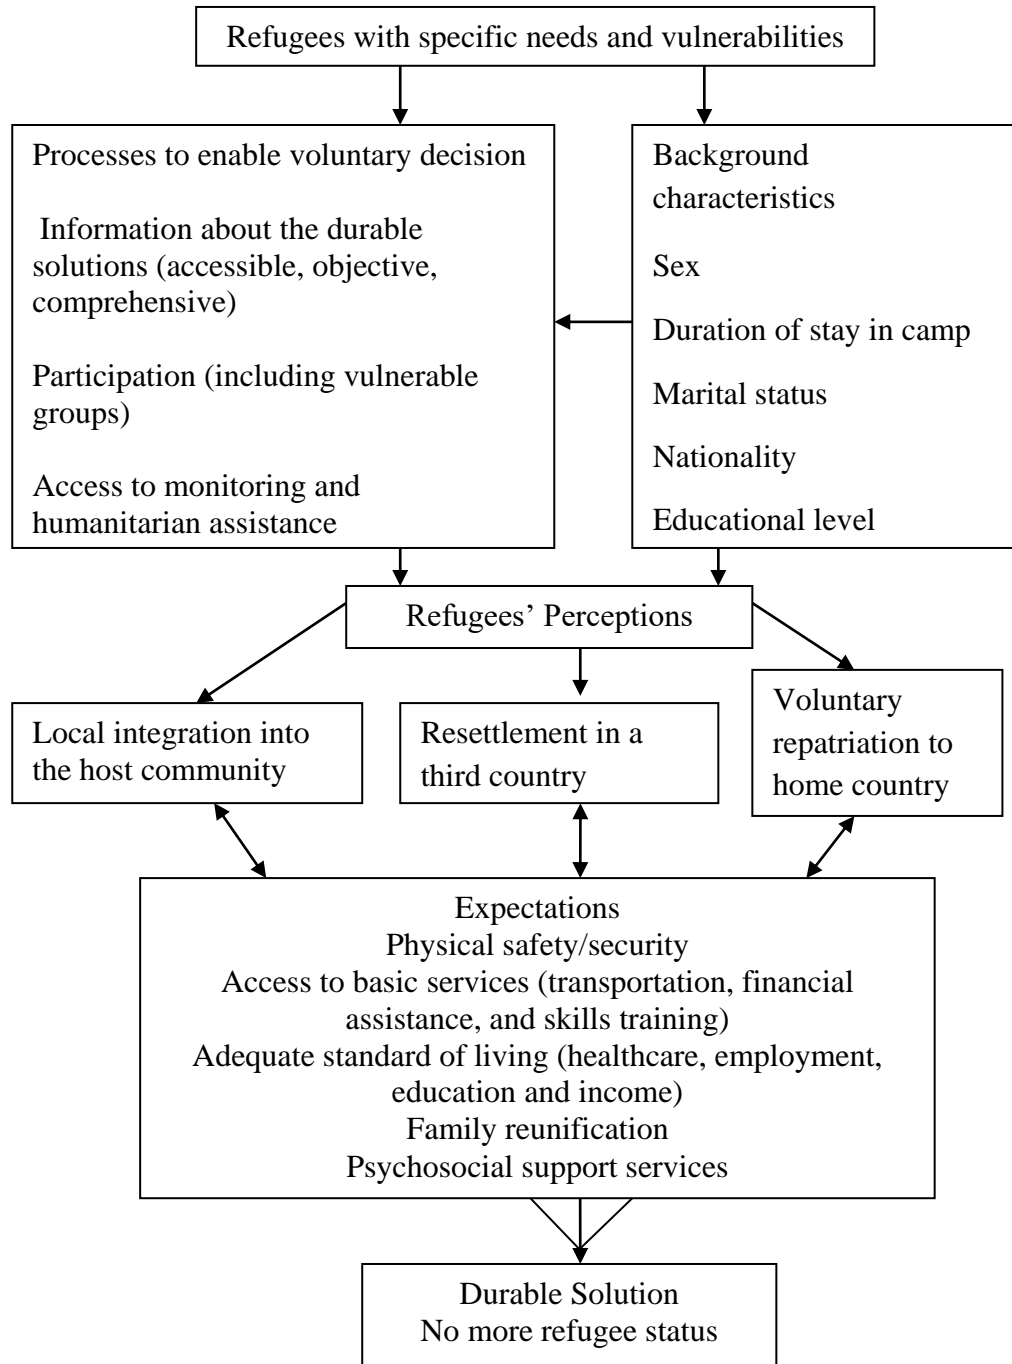 Refugees with specific needs and vulnerabilities
Processes to enable voluntary decision
Information about the durable
solutions (accessible, objective,
comprehensive)
Participation (including vulnerable
groups)
Access to monitoring and
humanitarian assistance
Background
characteristics
Sex
Duration of stay in camp
Marital status
Nationality
Educational level
Refugees’ Perceptions
Local integration into
the host community
Resettlement in a
third country
Voluntary
repatriation to
home country
Expectations
Physical safety/security
Access to basic services (transportation, financial
assistance, and skills training)
Adequate standard of living (healthcare, employment,
education and income)
Family reunification
Psychosocial support services
Durable Solution
No more refugee status